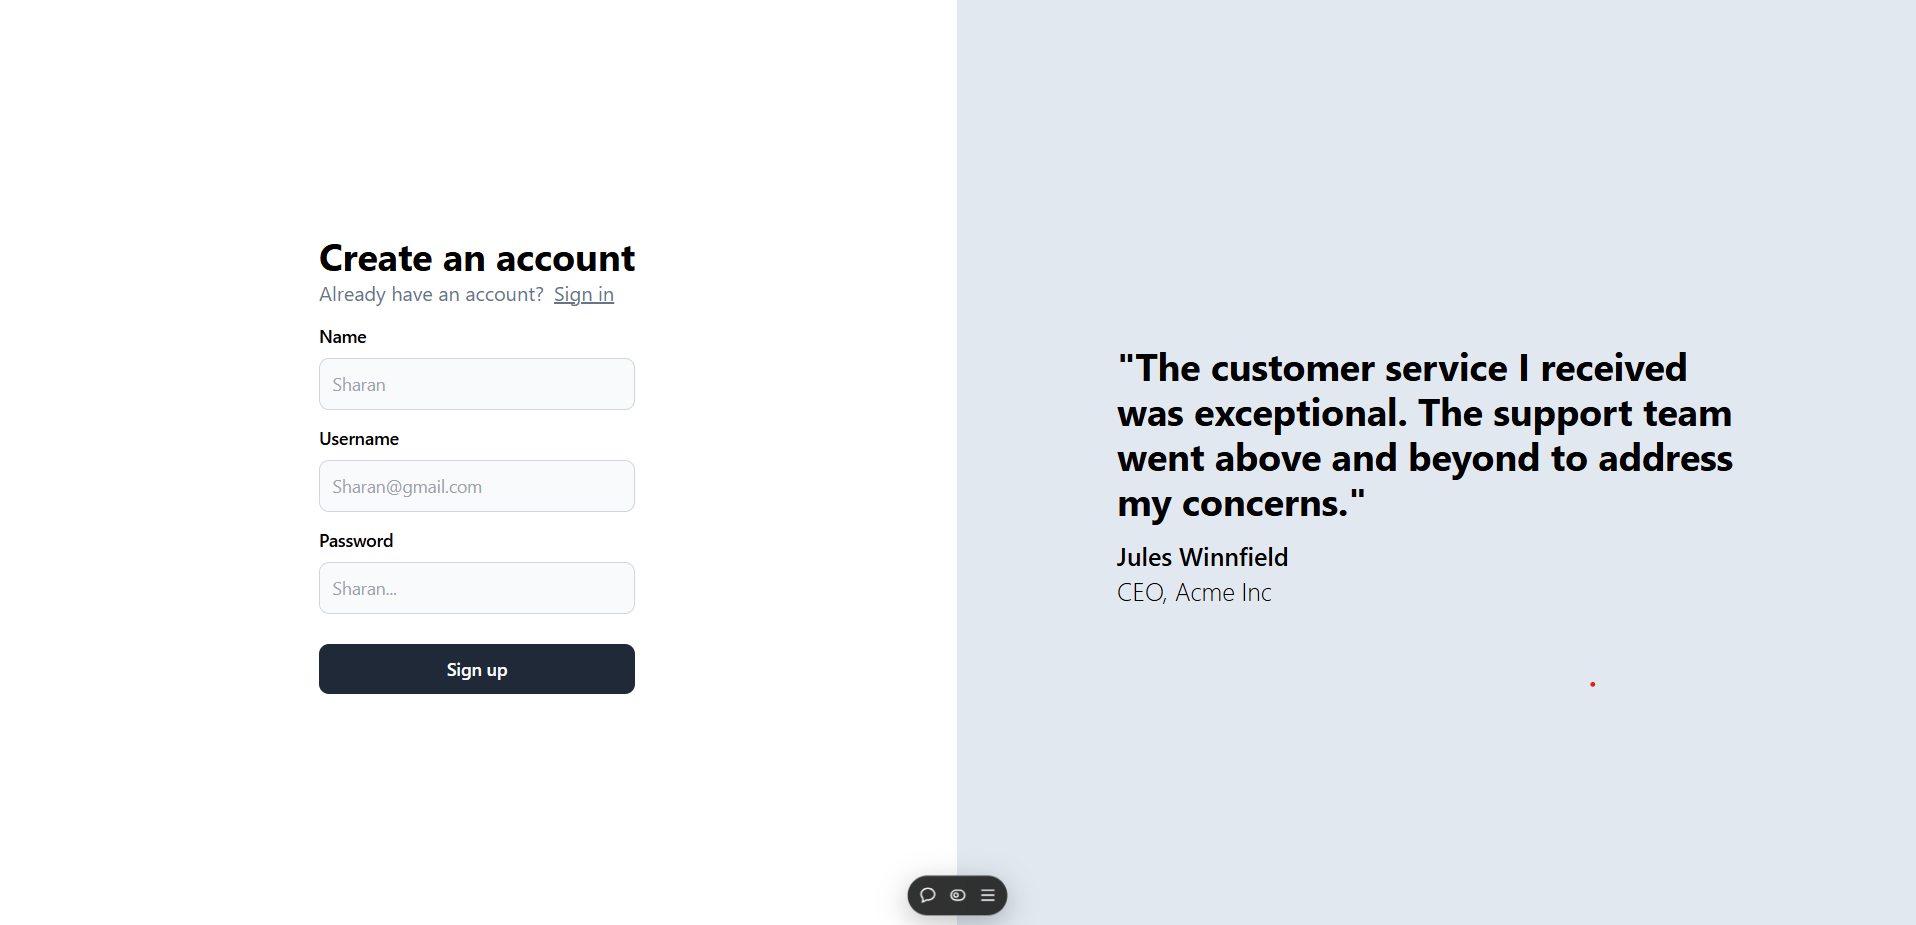 Create an account
Already have an account? Sign in
Name
Sharan
Username
Sharan@gmail.com
Password
Sharan...
Sign up
"The customer service I received
was exceptional. The support team
went above and beyond to address
my concerns."
Jules Winnfield
CEO, Acme Inc